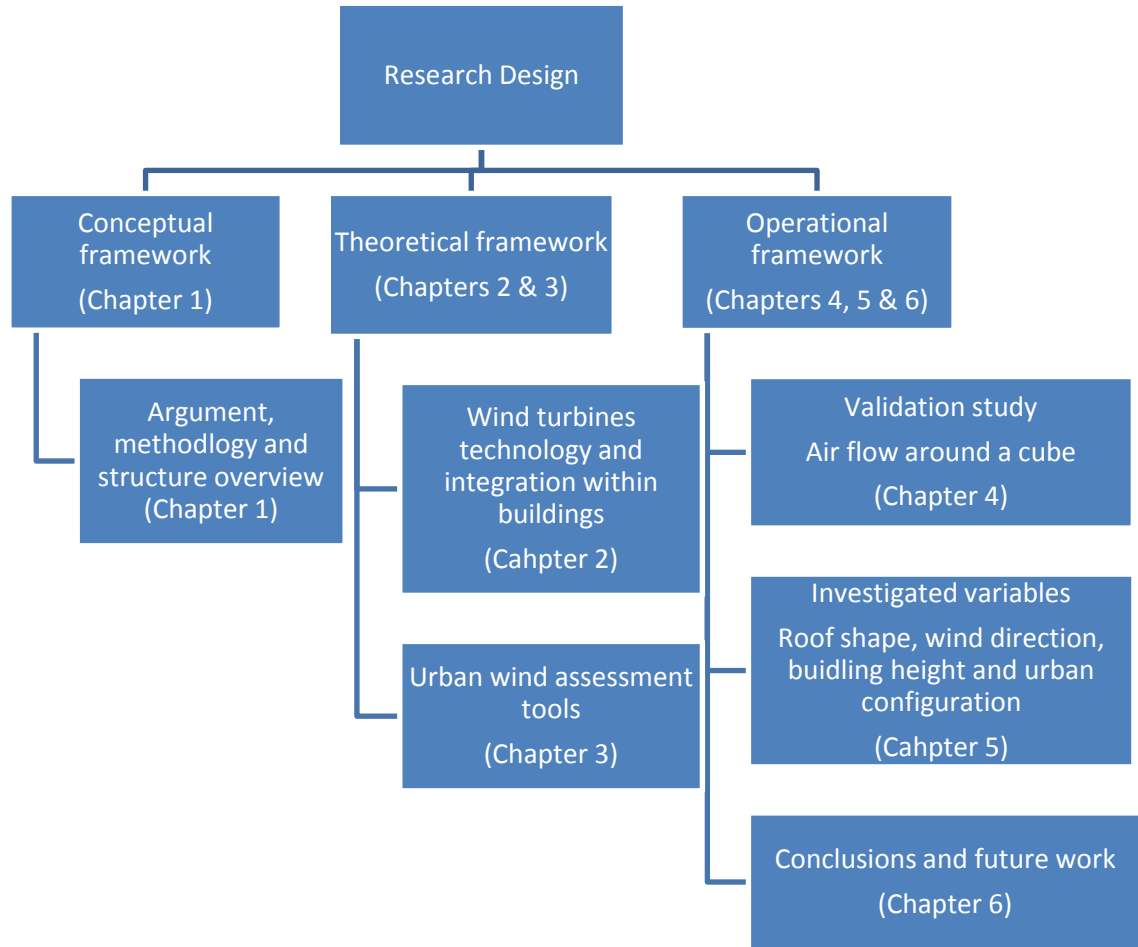 Research Design
Conceptual
framework
(Chapter 1)
Theoretical framework
(Chapters 2 & 3)
Operational
framework
(Chapters 4, 5 & 6)
Argument,
methodlogy and
structure overview
(Chapter 1)
Wind turbines
technology and
integration within
buildings
(Cahpter 2)
Urban wind assessment
tools
(Chapter 3)
Validation study
Air flow around a cube
(Chapter 4)
Investigated variables
Roof shape, wind direction,
buidling height and urban
configuration
(Cahpter 5)
Conclusions and future work
(Chapter 6)